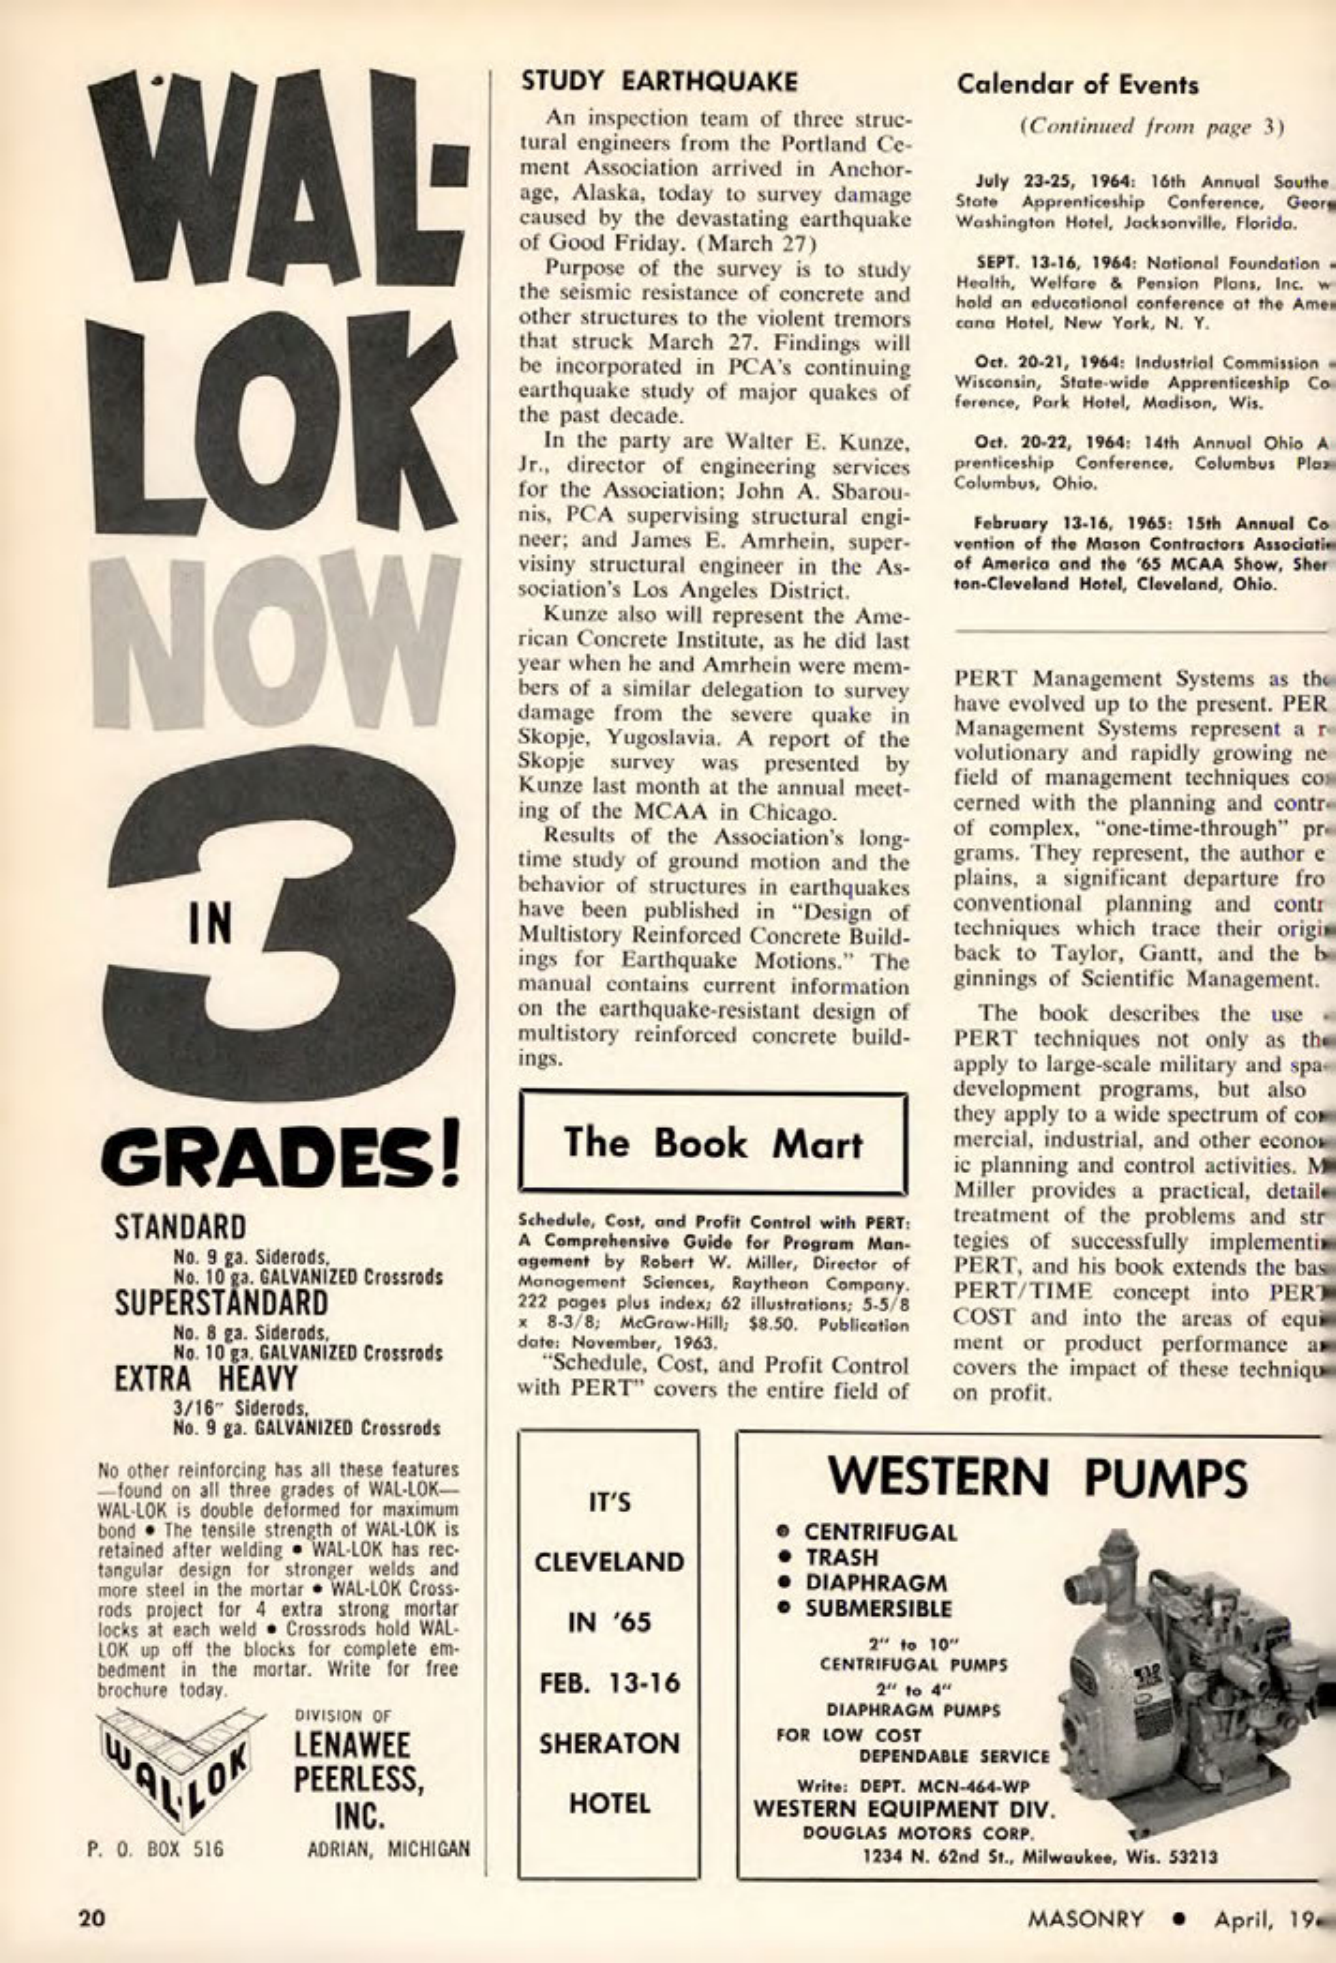 WAL-
LOK
NOW
IN 3
GRADES!
STANDARD
No. 9 ga. Siderods,
No. 10 ga. GALVANIZED Crossrods
SUPERSTANDARD
No. 8 ga. Siderods,
No. 10 ga. GALVANIZED Crossrods
EXTRA HEAVY
3/16" Siderods,
No. 9 ga. GALVANIZED Crossrods
No other reinforcing has all these features
—found on all three grades of WAL-LOK—
WAL-LOK is double deformed for maximum
bond • The tensile strength of WAL-LOK is
retained after welding • WAL-LOK has rec-
tangular design for stronger welds and
more steel in the mortar • WAL-LOK Cross-
rods project for 4 extra strong mortar
locks at each weld • Crossrods hold WAL-
LOK up off the blocks for complete em-
bedment in the mortar. Write for free
brochure today.
WAL-LOK
DIVISION OF
LENAWEE
PEERLESS,
INC.
P. O. BOX 516 ADRIAN, MICHIGAN
STUDY EARTHQUAKE
An inspection team of three struc-
tural engineers from the Portland Ce-
ment Association arrived in Anchor-
age, Alaska, today to survey damage
caused by the devastating earthquake
of Good Friday. (March 27)
Purpose of the survey is to study
the seismic resistance of concrete and
other structures to the violent tremors
that struck March 27. Findings will
be incorporated in PCA's continuing
earthquake study of major quakes of
the past decade.
In the party are Walter E. Kunze,
Jr., director of engineering services
for the Association; John A. Sbarou-
nis, PCA supervising structural engi-
neer; and James E. Amrhein, super-
visiny structural engineer in the As-
sociation's Los Angeles District.
Kunze also will represent the Ame-
rican Concrete Institute, as he did last
year when he and Amrhein were mem-
bers of a similar delegation to survey
damage from the severe quake in
Skopje, Yugoslavia. A report of the
Skopje survey was presented by
Kunze last month at the annual meet-
ing of the MCAA in Chicago.
Results of the Association's long-
time study of ground motion and the
behavior of structures in earthquakes
have been published in "Design of
Multistory Reinforced Concrete Build-
ings for Earthquake Motions." The
manual contains current information
on the earthquake-resistant design of
multistory reinforced concrete build-
ings.
The Book Mart
Schedule, Cost, and Profit Control with PERT:
A Comprehensive Guide for Program Man-
agement by Robert W. Miller, Director of
Management Sciences, Raytheon Company.
222 pages plus index; 62 illustrations; 5-5/8
x 8-3/8; McGraw-Hill; $8.50. Publication
date: November, 1963.
"Schedule, Cost, and Profit Control
with PERT" covers the entire field of
Calendar of Events
(Continued from page 3)
July 23-25, 1964: 16th Annual Southe
State Apprenticeship Conference, Geor
Washington Hotel, Jacksonville, Florida.
SEPT. 13-16, 1964: National Foundation
Health, Welfare & Pension Plans, Inc. w
hold an educational conference at the Ame
cana Hotel, New York, N. Y.
Oct. 20-21, 1964: Industrial Commission
Wisconsin, State-wide Apprenticeship Co
ference, Park Hotel, Madison, Wis.
Oct. 20-22, 1964: 14th Annual Ohio A
prenticeship Conference, Columbus Pla
Columbus, Ohio.
February 13-16, 1965: 15th Annual Co
vention of the Mason Contractors Associati
of America and the '65 MCAA Show, Sher
ton-Cleveland Hotel, Cleveland, Ohio.
PERT Management Systems as the
have evolved up to the present. PER
Management Systems represent a r
volutionary and rapidly growing ne
field of management techniques co
cerned with the planning and contr
of complex, "one-time-through" pr
grams. They represent, the author e
plains, a significant departure fro
conventional planning and contr
techniques which trace their origi
back to Taylor, Gantt, and the b
ginnings of Scientific Management.
The book describes the use
PERT techniques not only as the
apply to large-scale military and spa
development programs, but also
they apply to a wide spectrum of co
mercial, industrial, and other econo
ic planning and control activities. M
Miller provides a practical, detail
treatment of the problems and str
tegies of successfully implementi
PERT, and his book extends the bas
PERT/TIME concept into PERT
COST and into the areas of equi
ment or product performance a
covers the impact of these techniqu
on profit.
IT'S
CLEVELAND
IN '65
FEB. 13-16
SHERATON
HOTEL
WESTERN PUMPS
• CENTRIFUGAL
• TRASH
• DIAPHRAGM
• SUBMERSIBLE
2" to 10"
CENTRIFUGAL PUMPS
2" to 4"
DIAPHRAGM PUMPS
FOR LOW COST
DEPENDABLE SERVICE
Write: DEPT. MCN-464-WP
WESTERN EQUIPMENT DIV.
DOUGLAS MOTORS CORP.
1234 N. 62nd St., Milwaukee, Wis. 53213
20
MASONRY • April, 19